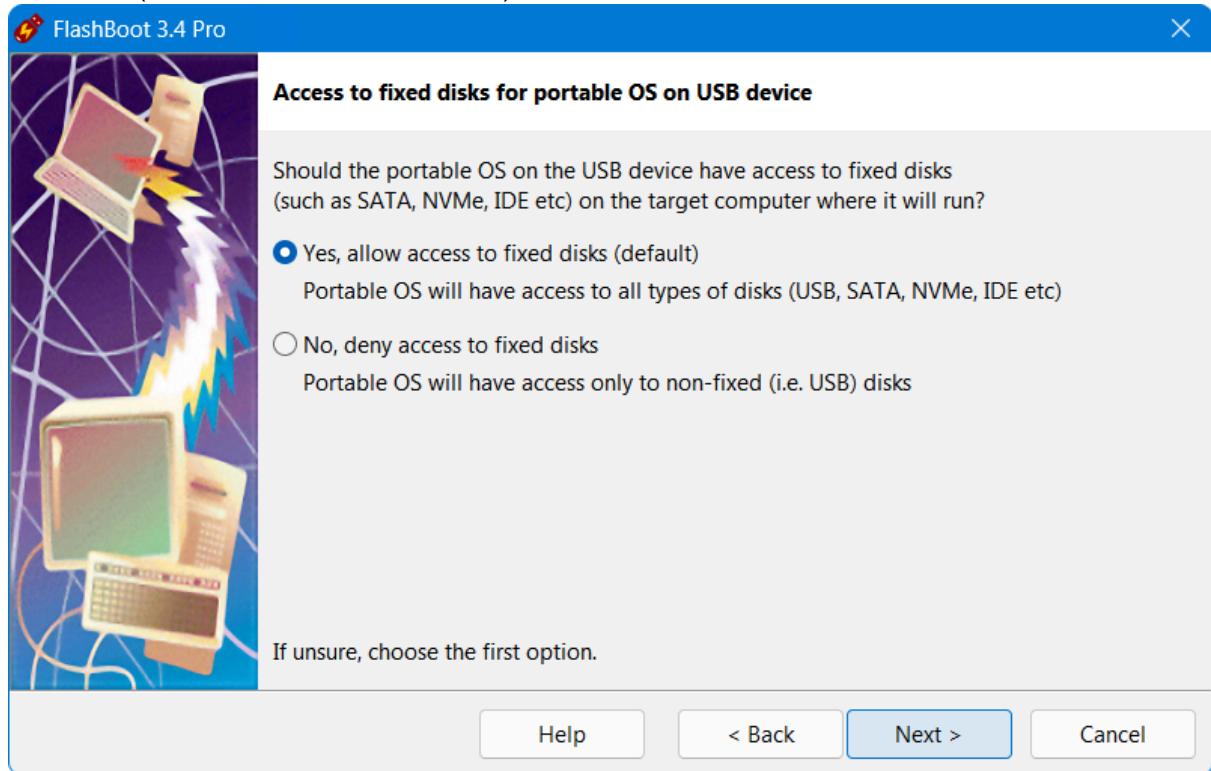 FlashBoot 3.4 Pro
Access to fixed disks for portable OS on USB device
Should the portable OS on the USB device have access to fixed disks
(such as SATA, NVMe, IDE etc) on the target computer where it will run?
Yes, allow access to fixed disks (default)
Portable OS will have access to all types of disks (USB, SATA, NVMe, IDE etc)
No, deny access to fixed disks
Portable OS will have access only to non-fixed (i.e. USB) disks
If unsure, choose the first option.
Help
< Back
Next >
Cancel